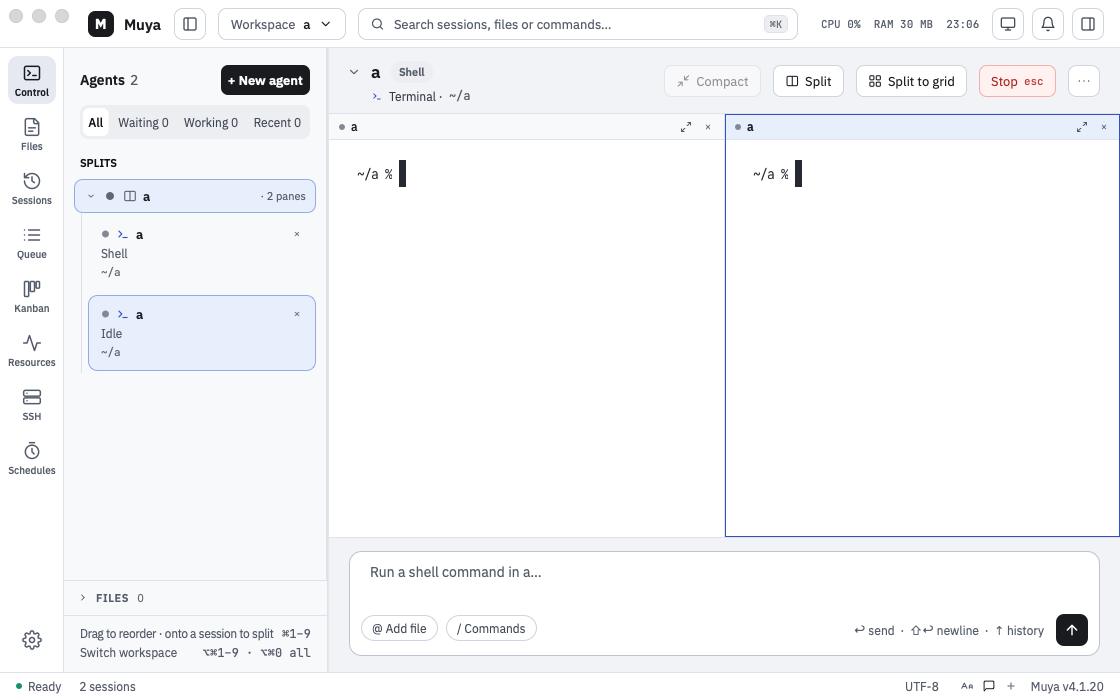 M Muya
Workspace a
Search sessions, files or commands... ⌘K
CPU 0% RAM 30 MB 23:06
Control
Files
Sessions
Queue
Kanban
Resources
SSH
Schedules
Agents 2
+ New agent
All Waiting 0 Working 0 Recent 0
SPLITS
a · 2 panes
a ×
Shell
~/a
a ×
Idle
~/a
FILES 0
Drag to reorder · onto a session to split ⌘1–9
Switch workspace ⌥⌘1–9 · ⌥⌘0 all
a Shell
Terminal · ~/a
Compact
Split
Split to grid
Stop esc
···
a ×
~/a %
a ×
~/a %
Run a shell command in a...
@ Add file
/ Commands
↩ send · ⇧↩ newline · ↑ history
Ready 2 sessions
UTF-8 Aa + Muya v4.1.20